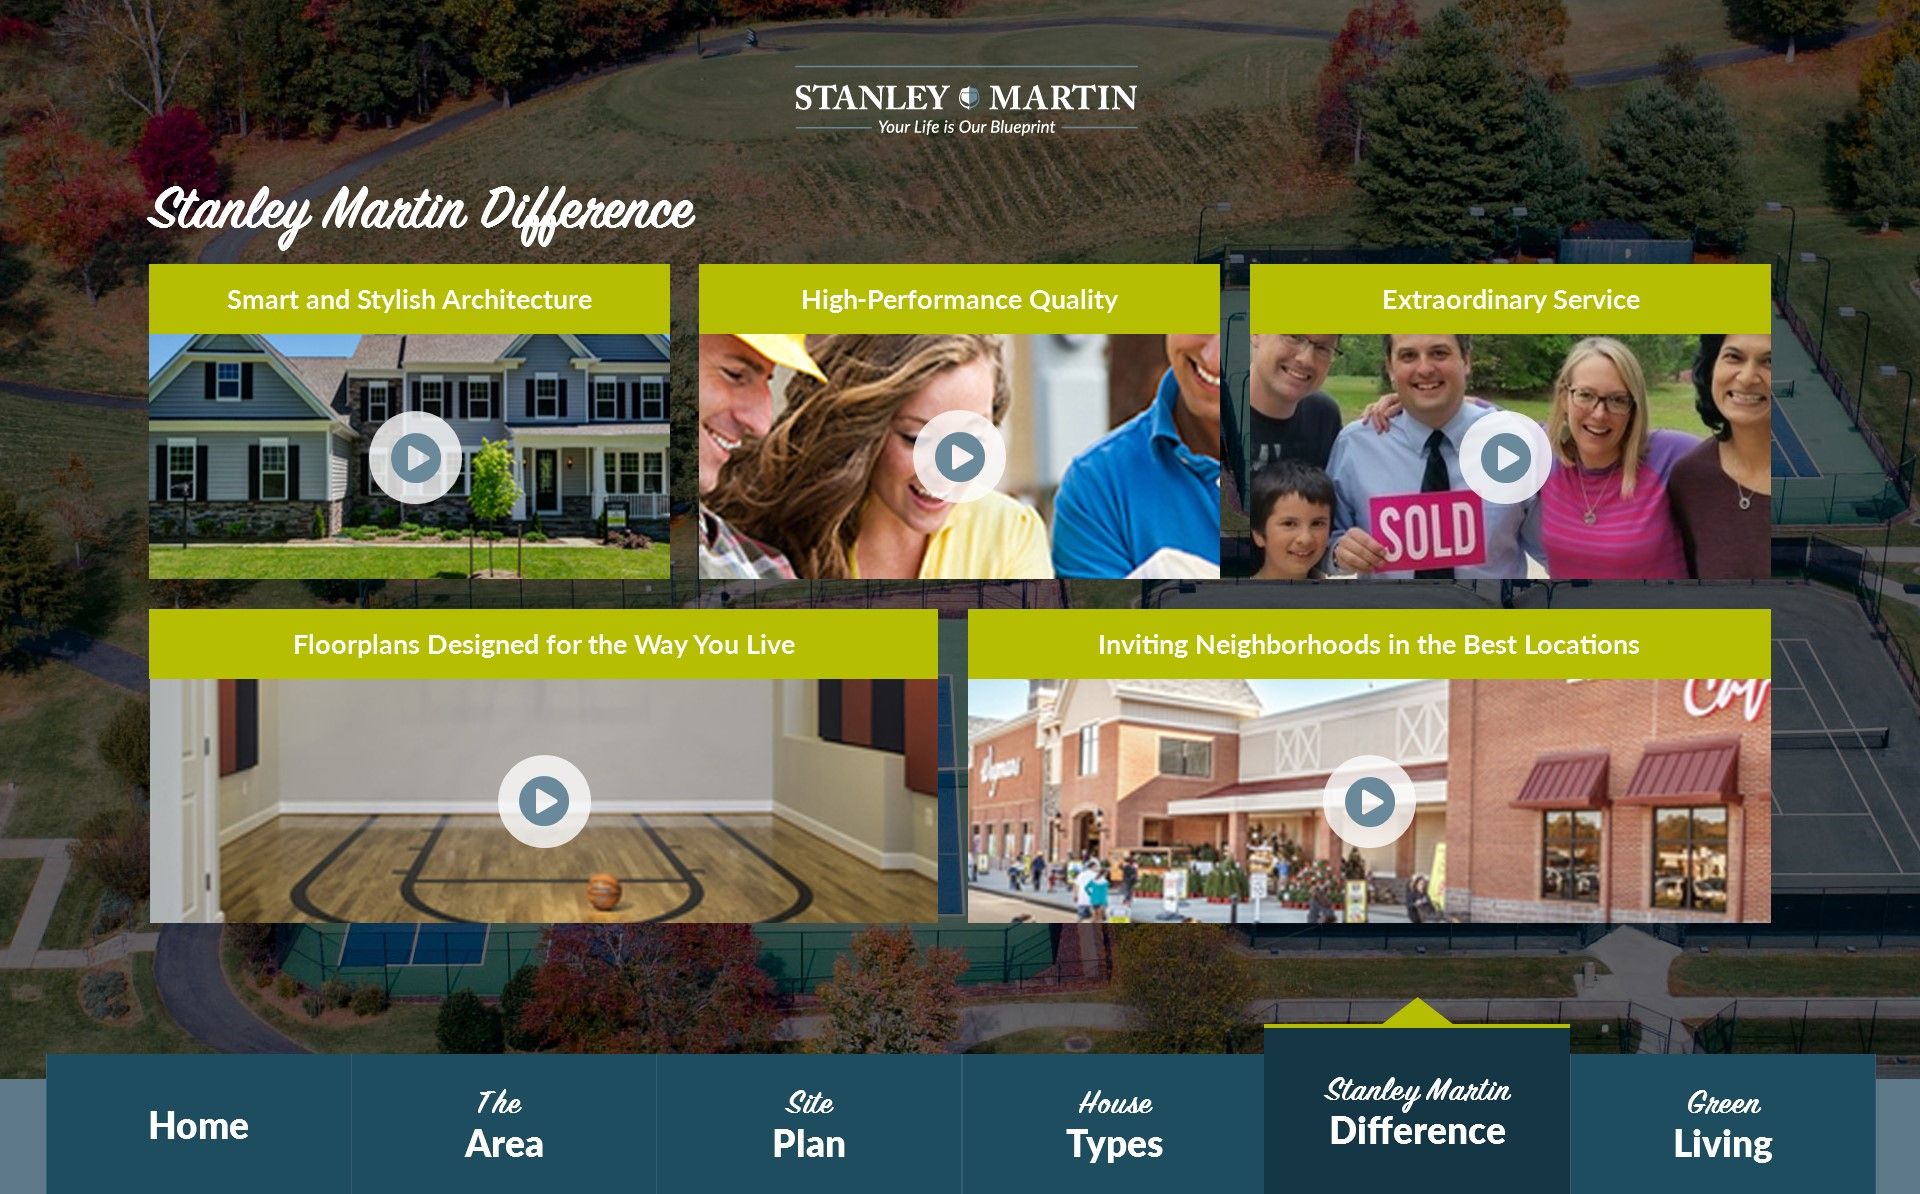 STANLEY MARTIN
Your Life is Our Blueprint
Stanley Martin Difference
Smart and Stylish Architecture
High-Performance Quality
Extraordinary Service
SOLD
Floorplans Designed for the Way You Live
Inviting Neighborhoods in the Best Locations
Wegmans
Home
The
Area
Site
Plan
House
Types
Stanley Martin
Difference
Green
Living